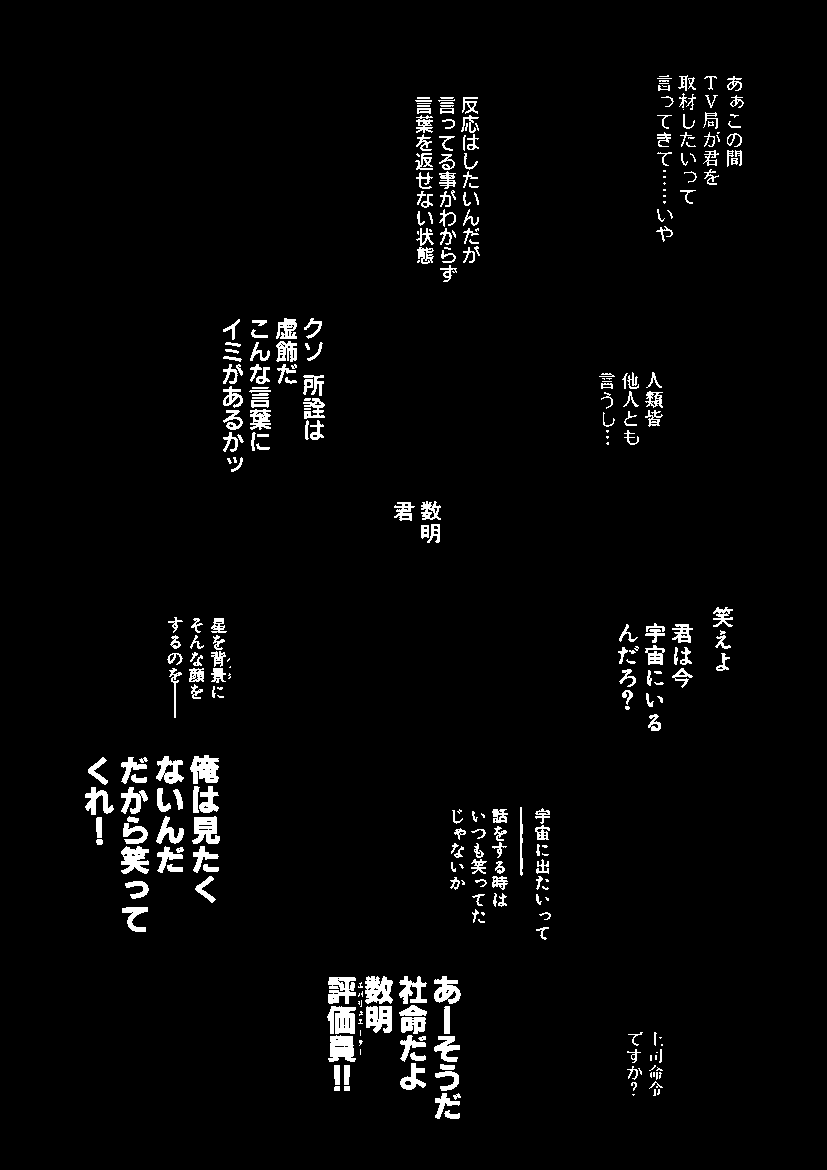 あぁこの間
TV局が君を
取材したいって
言ってきて……いや
反応はしたいんだが
言ってる事がわからず
言葉を返せない状態
クソ 所詮は
虚飾だ
こんな言葉に
イミがあるかッ
人類皆
他人とも
言うし…
数明
君
笑えよ
君は今
宇宙にいる
んだろ？
星を背景に
そんな顔を
するのを――
俺は見たく
ないんだ
だから笑って
くれ！
宇宙に出たいって
――
話をする時は
いつも笑ってた
じゃないか
あーそうだ
社命だよ
数明
評価員!!
エバリュエーター
上司命令
ですか？